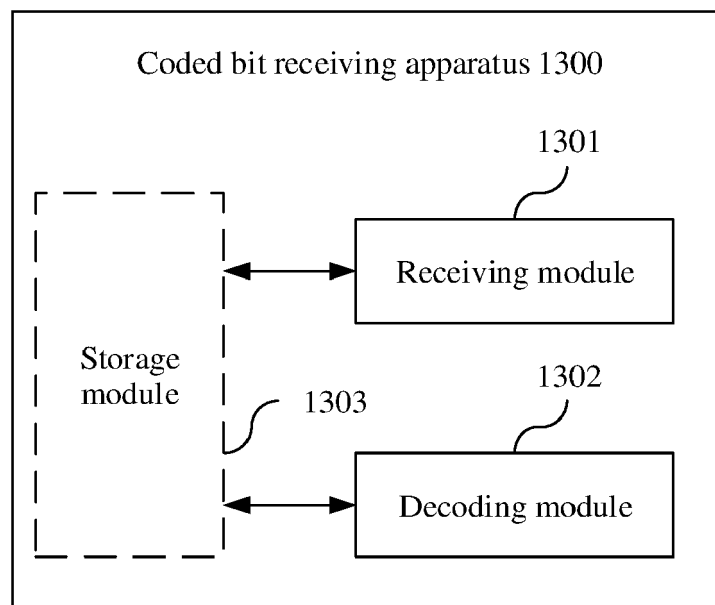 Coded bit receiving apparatus 1300
1301
Receiving module
Storage
module
1303
1302
Decoding module